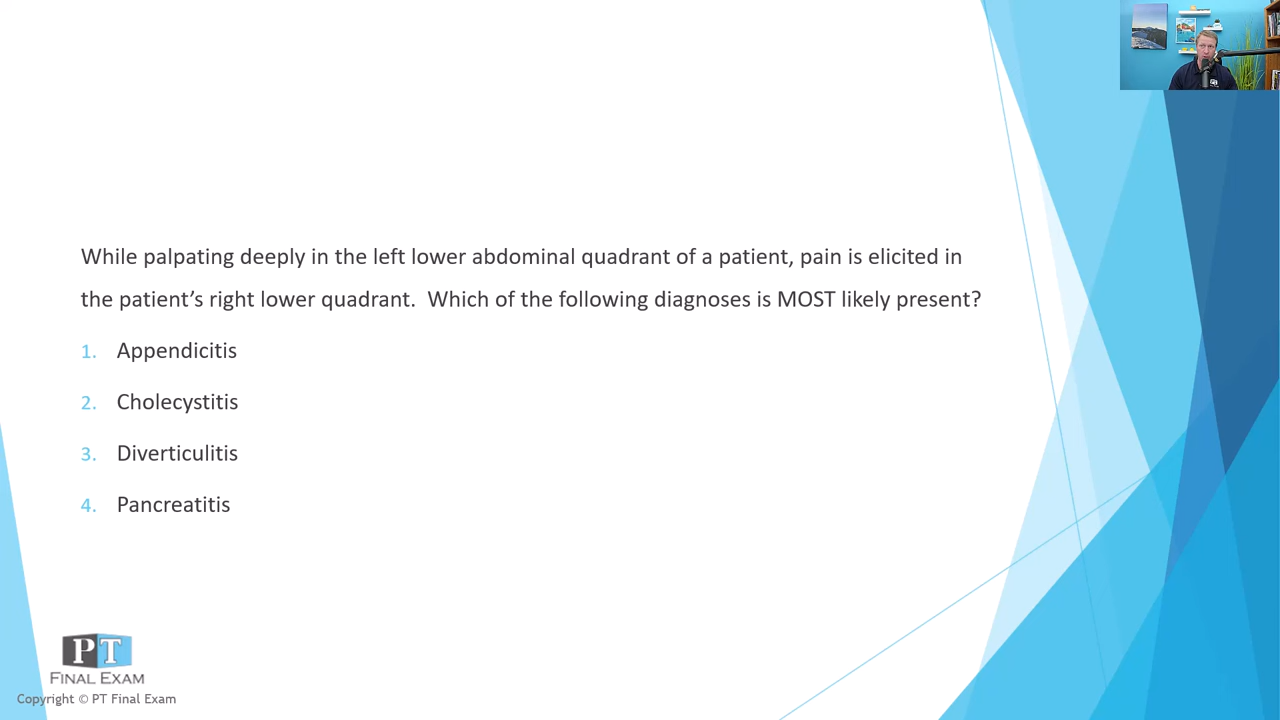 While palpating deeply in the left lower abdominal quadrant of a patient, pain is elicited in
the patient’s right lower quadrant.  Which of the following diagnoses is MOST likely present?
1. Appendicitis
2. Cholecystitis
3. Diverticulitis
4. Pancreatitis
PT
FINAL EXAM
Copyright © PT Final Exam